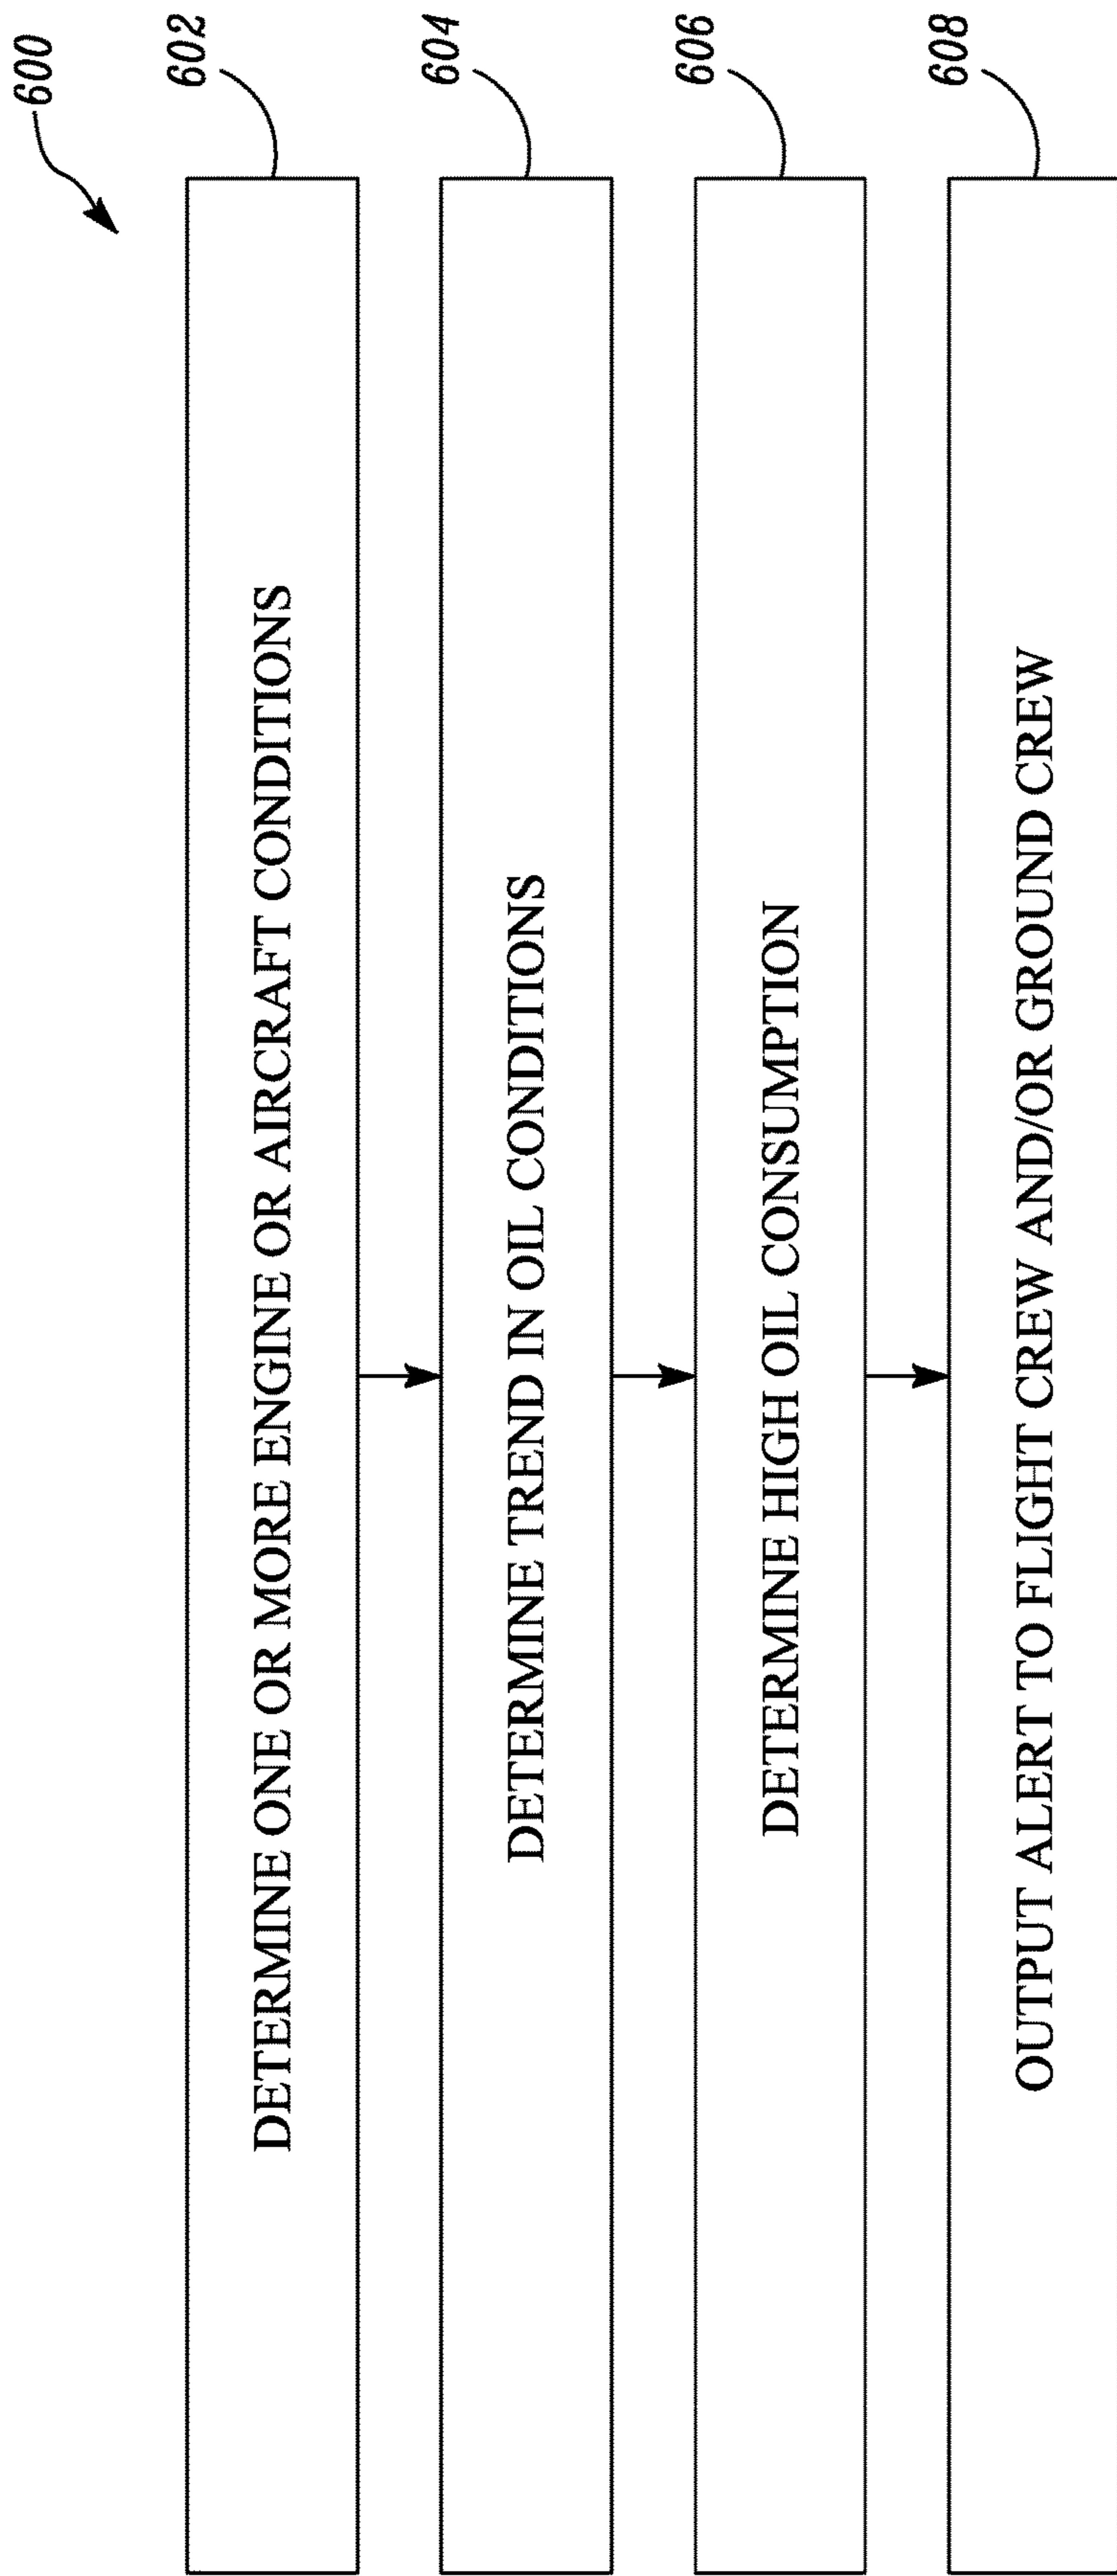 600
602
DETERMINE ONE OR MORE ENGINE OR AIRCRAFT CONDITIONS
604
DETERMINE TREND IN OIL CONDITIONS
606
DETERMINE HIGH OIL CONSUMPTION
608
OUTPUT ALERT TO FLIGHT CREW AND/OR GROUND CREW